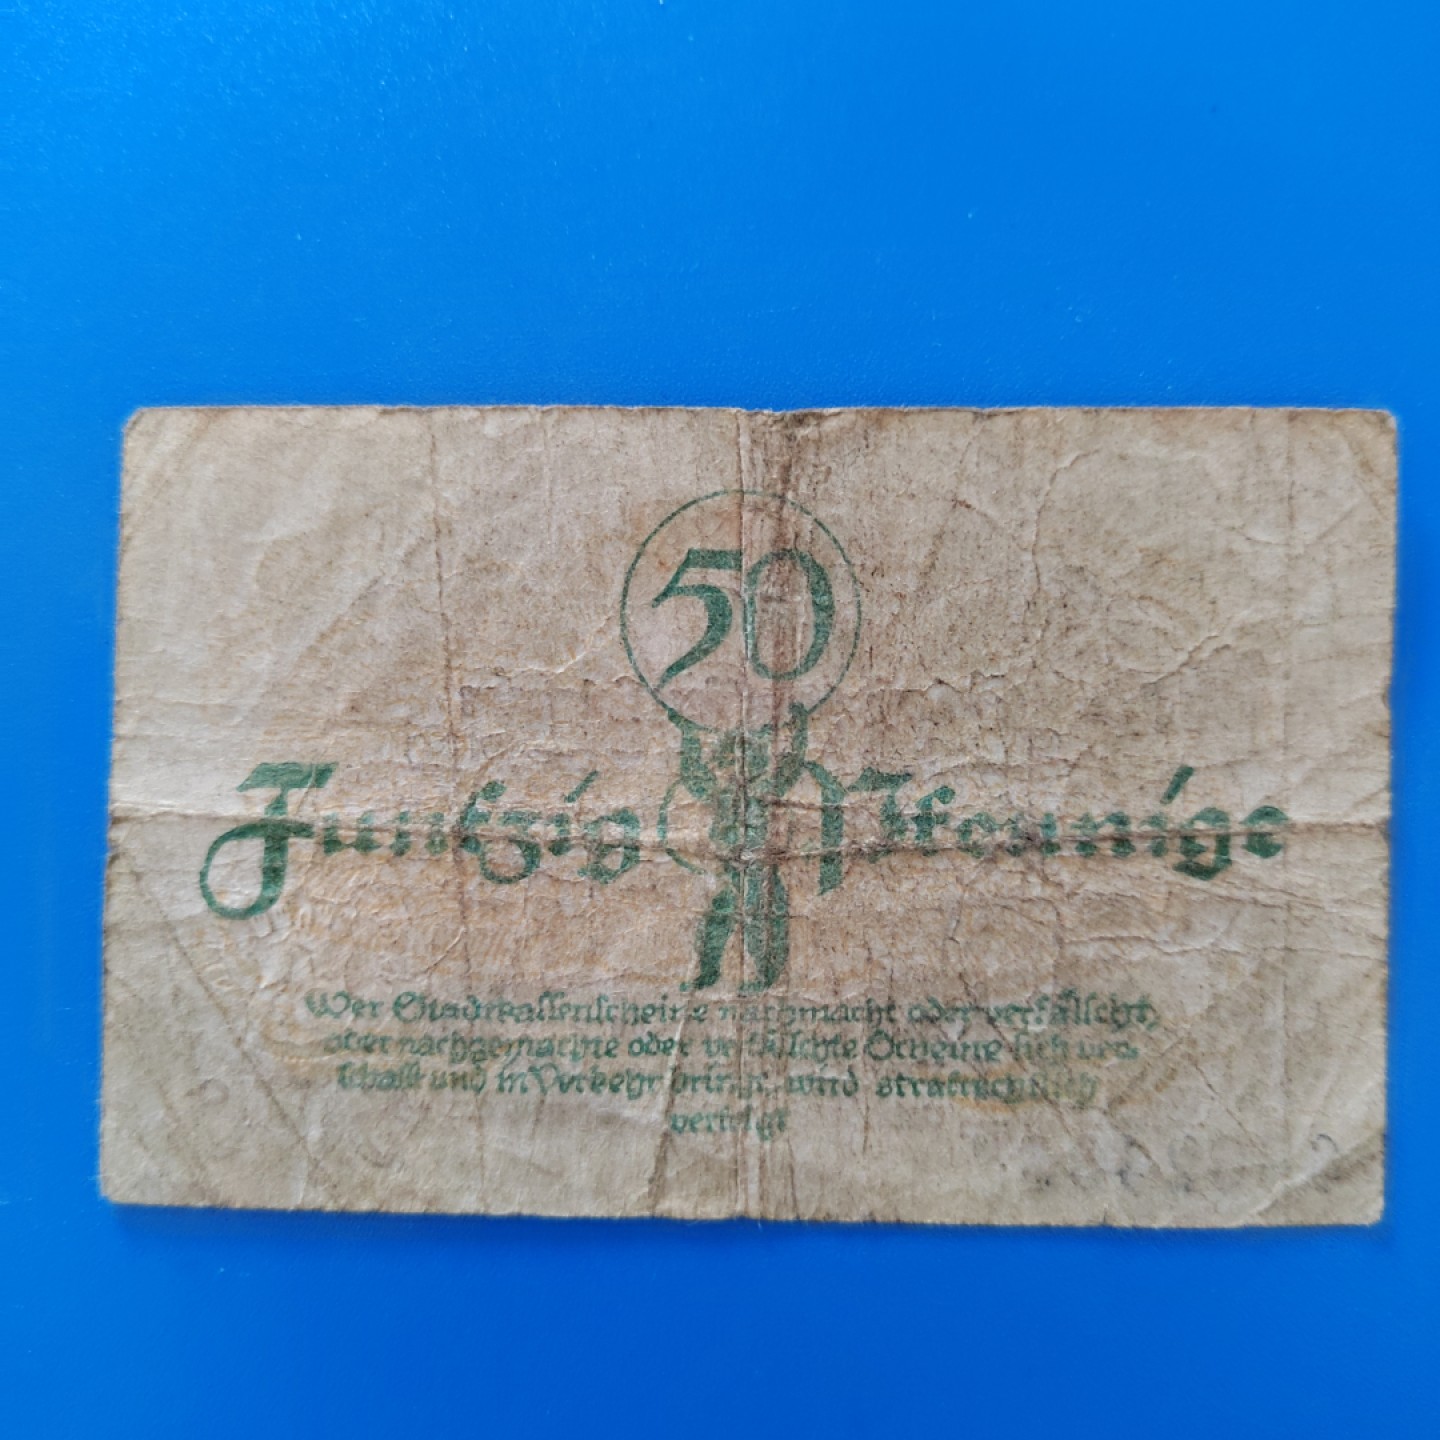 50
Fünfzig Pfennige
Wer Stadtkassenscheine nachmacht oder verfälscht,
oder nachgemachte oder verfälschte Scheine sich ver-
schafft und in Verkehr bringt, wird strafrechtlich
verfolgt